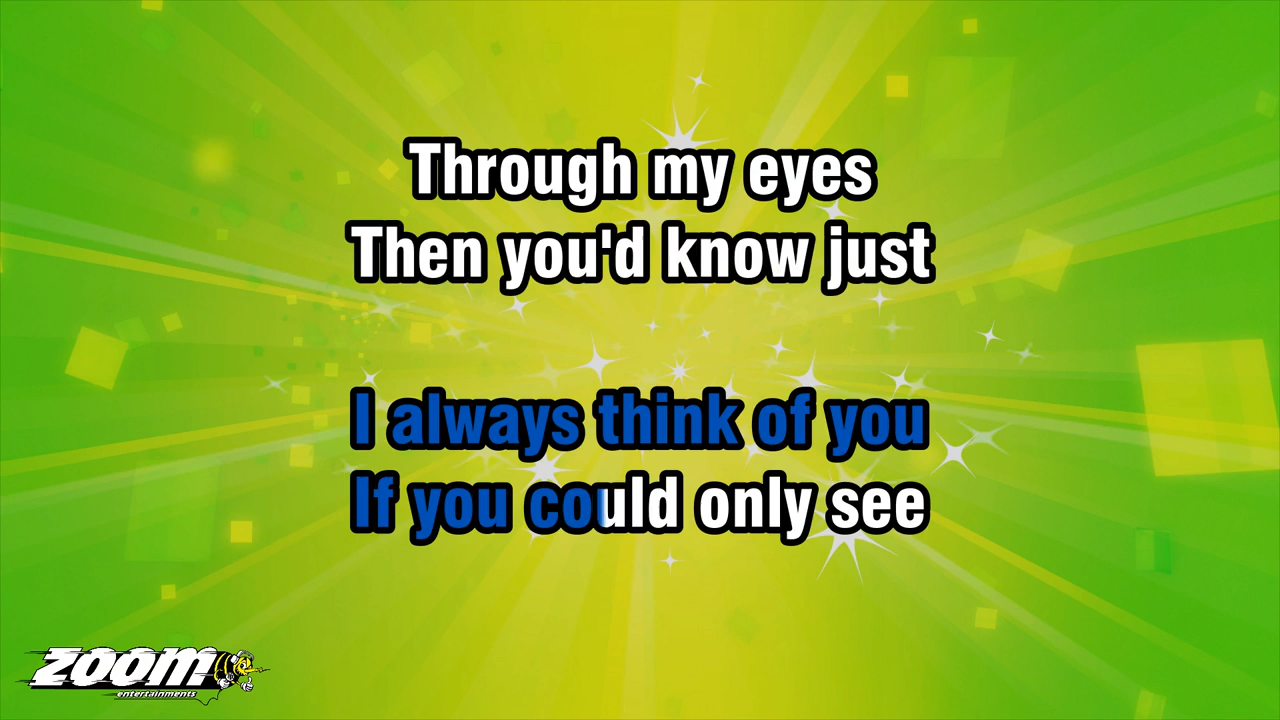 Through my eyes
Then you'd know just
I always think of you
If you could only see
zoom
entertainments